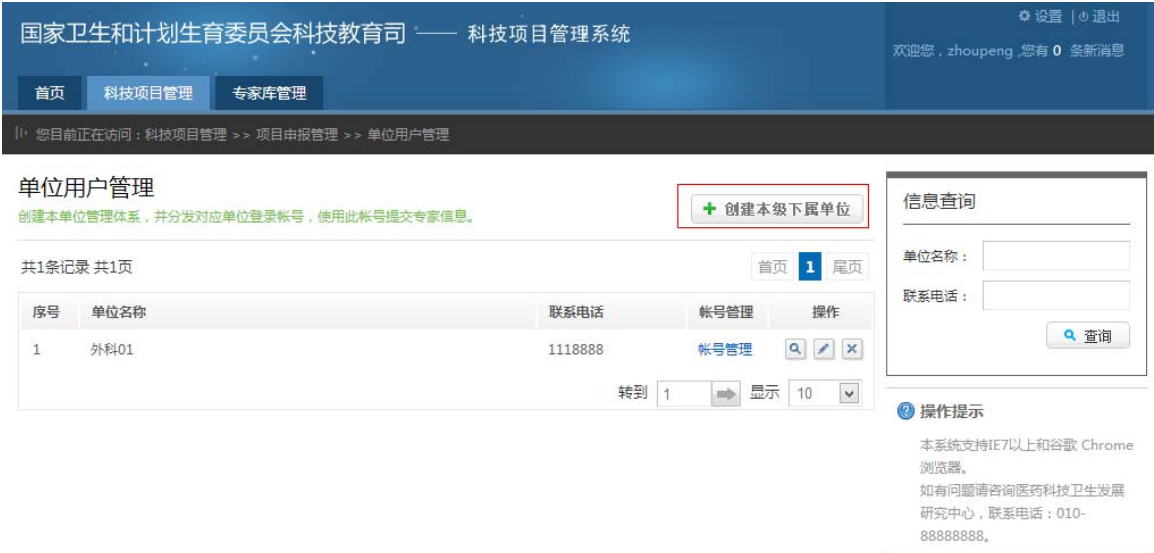 国家卫生和计划生育委员会科技教育司 —— 科技项目管理系统
设置 | 退出
欢迎您，zhoupeng ,您有 0 条新消息
首页 科技项目管理 专家库管理
您目前正在访问：科技项目管理 >> 项目申报管理 >> 单位用户管理
单位用户管理
创建本单位管理体系，并分发对应单位登录帐号，使用此帐号提交专家信息。
创建本级下属单位
共1条记录 共1页
首页 1 尾页
序号 单位名称 联系电话 帐号管理 操作
1 外科01 1118888 帐号管理
转到 1 显示 10
信息查询
单位名称：
联系电话：
查询
操作提示
本系统支持IE7以上和谷歌 Chrome
浏览器。
如有问题请咨询医药科技卫生发展
研究中心，联系电话：010-
88888888。